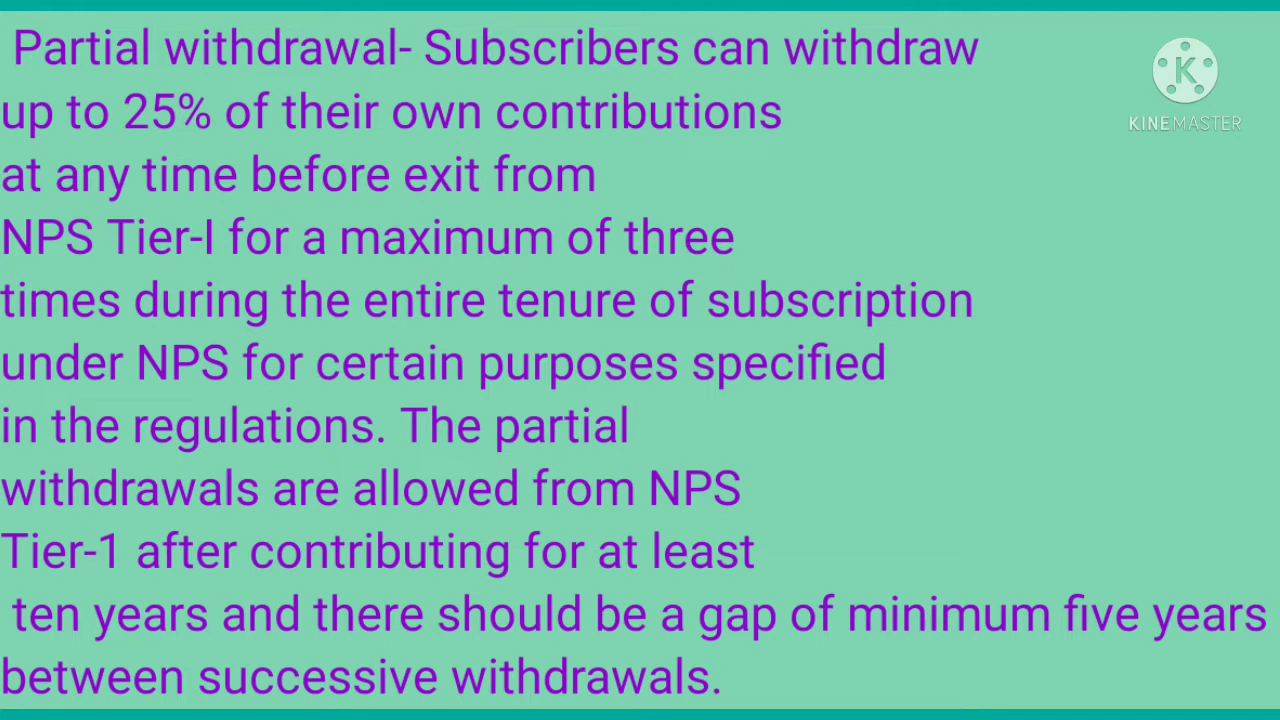 Partial withdrawal- Subscribers can withdraw
up to 25% of their own contributions
at any time before exit from
NPS Tier-I for a maximum of three
times during the entire tenure of subscription
under NPS for certain purposes specified
in the regulations. The partial
withdrawals are allowed from NPS
Tier-1 after contributing for at least
ten years and there should be a gap of minimum five years
between successive withdrawals.
K
KINEMASTER